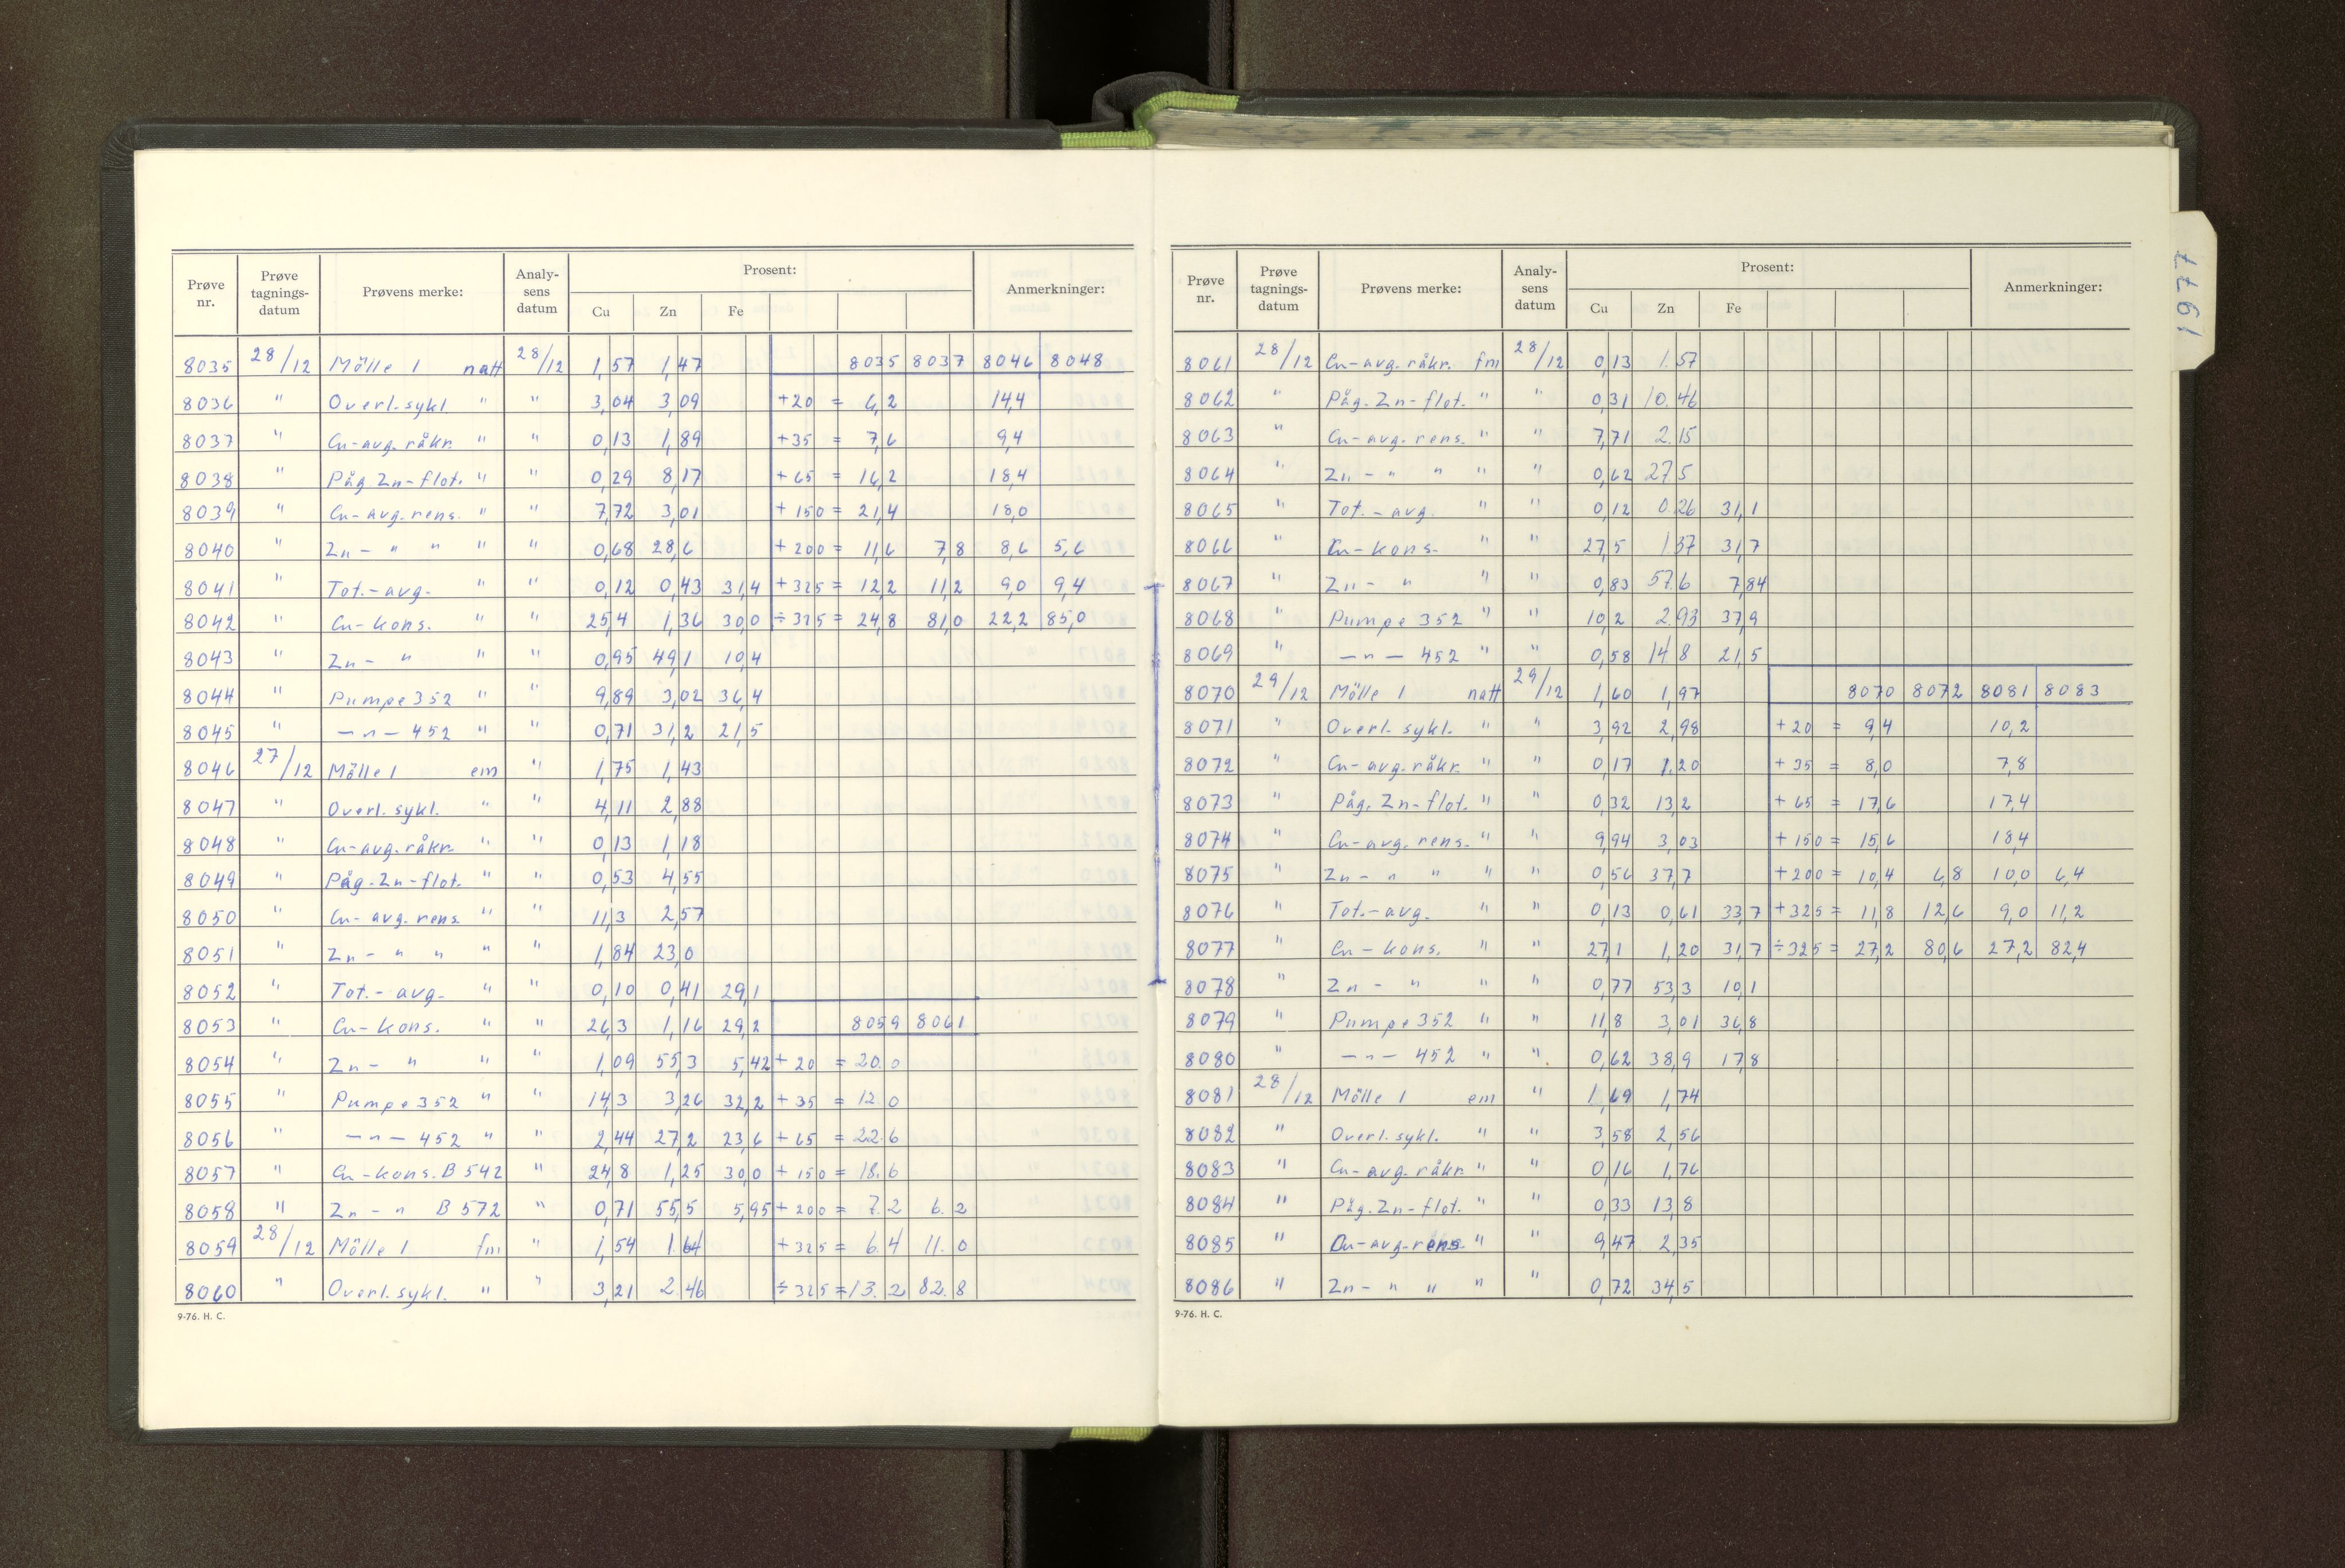 Prøve nr. Prøve tagnings- datum Prøvens merke: Analy- sens datum Prosent: Anmerkninger:
Cu Zn Fe
8035 28/12 Mölle 1 natt 28/12 1,57 1,47 8035 8037 8046 8048
8036 " Overl. sykl " " 3,04 3,09 +20 = 6,2 14,4
8037 " Cu-avg. råkr. " " 0,13 1,89 +35 = 7,6 9,4
8038 " Påg Zn-flot. " " 0,29 8,17 +65 = 16,2 18,4
8039 " Cu-avg. rens. " " 7,72 3,01 +150 = 21,4 18,0
8040 " Zn - " " " " 0,68 28,6 +200 = 11,6 7,8 8,6 5,6
8041 " Tot.-avg. " " 0,12 0,43 31,4 +325 = 12,2 11,2 9,0 9,4
8042 " Cu-kons. " " 25,4 1,36 30,0 ÷325 = 24,8 81,0 22,2 85,0
8043 " Zn - " " " 0,95 49,1 10,4
8044 " Pumpe 352 " " 9,89 3,02 36,4
8045 " —"— 452 " " 0,71 31,2 21,5
8046 27/12 Mölle 1 em " 1,75 1,43
8047 " Overl. sykl. " " 4,11 2,88
8048 " Cu-avg. råkr. " " 0,13 1,18
8049 " Påg. Zn-flot. " " 0,53 4,55
8050 " Cu-avg. rens. " " 11,3 2,57
8051 " Zn - " " " " 1,84 23,0
8052 " Tot.-avg. " " 0,10 0,41 29,1
8053 " Cu-kons. " " 26,3 1,16 29,2 8059 8061
8054 " Zn - " " " 1,09 55,3 5,42 +20 = 20.0
8055 " Pumpe 352 " " 14,3 3,26 32,2 +35 = 12.0
8056 " —"— 452 " " 2,44 27,2 23,6 +65 = 22.6
8057 " Cu-kons. B 542 " 24,8 1,25 30,0 +150 = 18.6
8058 " Zn - " B 572 " 0,71 55,5 5,95 +200 = 7.2 6.2
8059 28/12 Mölle 1 fm " 1,54 1.64 +325 = 6.4 11.0
8060 " Overl. sykl. " " 3,21 2.46 ÷325 = 13.2 82.8
9-76. H. C.
1977
Prøve nr. Prøve tagnings- datum Prøvens merke: Analy- sens datum Prosent: Anmerkninger:
Cu Zn Fe
8061 28/12 Cu-avg. råkr. fm 28/12 0,13 1.57
8062 " Påg. Zn-flot. " " 0,31 10.46
8063 " Cu-avg. rens. " " 7,71 2.15
8064 " Zn - " " " " 0,62 27.5
8065 " Tot.-avg. " " 0,12 0.26 31,1
8066 " Cu-kons. " " 27,5 1.37 31,7
8067 " Zn - " " " 0,83 57.6 7,84
8068 " Pumpe 352 " " 10,2 2.93 37,9
8069 " —"— 452 " " 0,58 14,8 21,5
8070 29/12 Mölle 1 natt 29/12 1,60 1,97 8070 8072 8081 8083
8071 " Overl. sykl. " " 3,92 2,98 +20 = 9,4 10,2
8072 " Cu-avg. råkr. " " 0,17 1,20 +35 = 8,0 7,8
8073 " Påg. Zn-flot. " " 0,32 13,2 +65 = 17,6 17,4
8074 " Cu-avg. rens. " " 9,94 3,03 +150 = 15,6 18,4
8075 " Zn - " " " " 0,56 37,7 +200 = 10,4 6,8 10,0 6,4
8076 " Tot.-avg. " " 0,13 0,61 33,7 +325 = 11,8 12,6 9,0 11,2
8077 " Cu-kons. " " 27,1 1,20 31,7 ÷325 = 27,2 80,6 27,2 82,4
8078 " Zn - " " " 0,77 53,3 10,1
8079 " Pumpe 352 " " 11,8 3,01 36,8
8080 " —"— 452 " " 0,62 38,9 17,8
8081 28/12 Mölle 1 em " 1,69 1,74
8082 " Overl. sykl. " " 3,58 2,56
8083 " Cu-avg. råkr. " " 0,16 1,76
8084 " Påg. Zn-flot. " " 0,33 13,8
8085 " Cu-avg-rens. " " 9,47 2,35
8086 " Zn - " " " " 0,72 34,5
9-76. H. C.